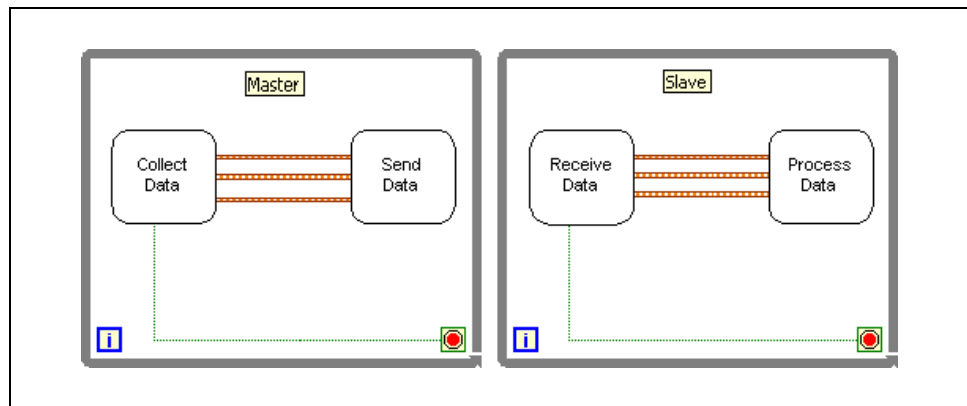 Master
Collect
Data
Send
Data
i
Slave
Receive
Data
Process
Data
i